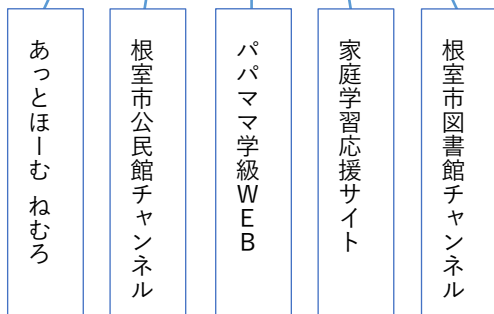 根室市図書館チャンネル
家庭学習応援サイト
パパママ学級WEB
根室市公民館チャンネル
あっとほーむ ねむろ